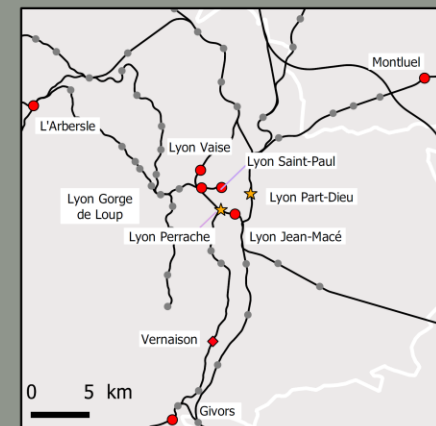 Montluel
L'Arbersle
Lyon Vaise
Lyon Saint-Paul
Lyon Gorge
de Loup
Lyon Part-Dieu
Lyon Perrache
Lyon Jean-Macé
Vernaison
0 5 km
Givors